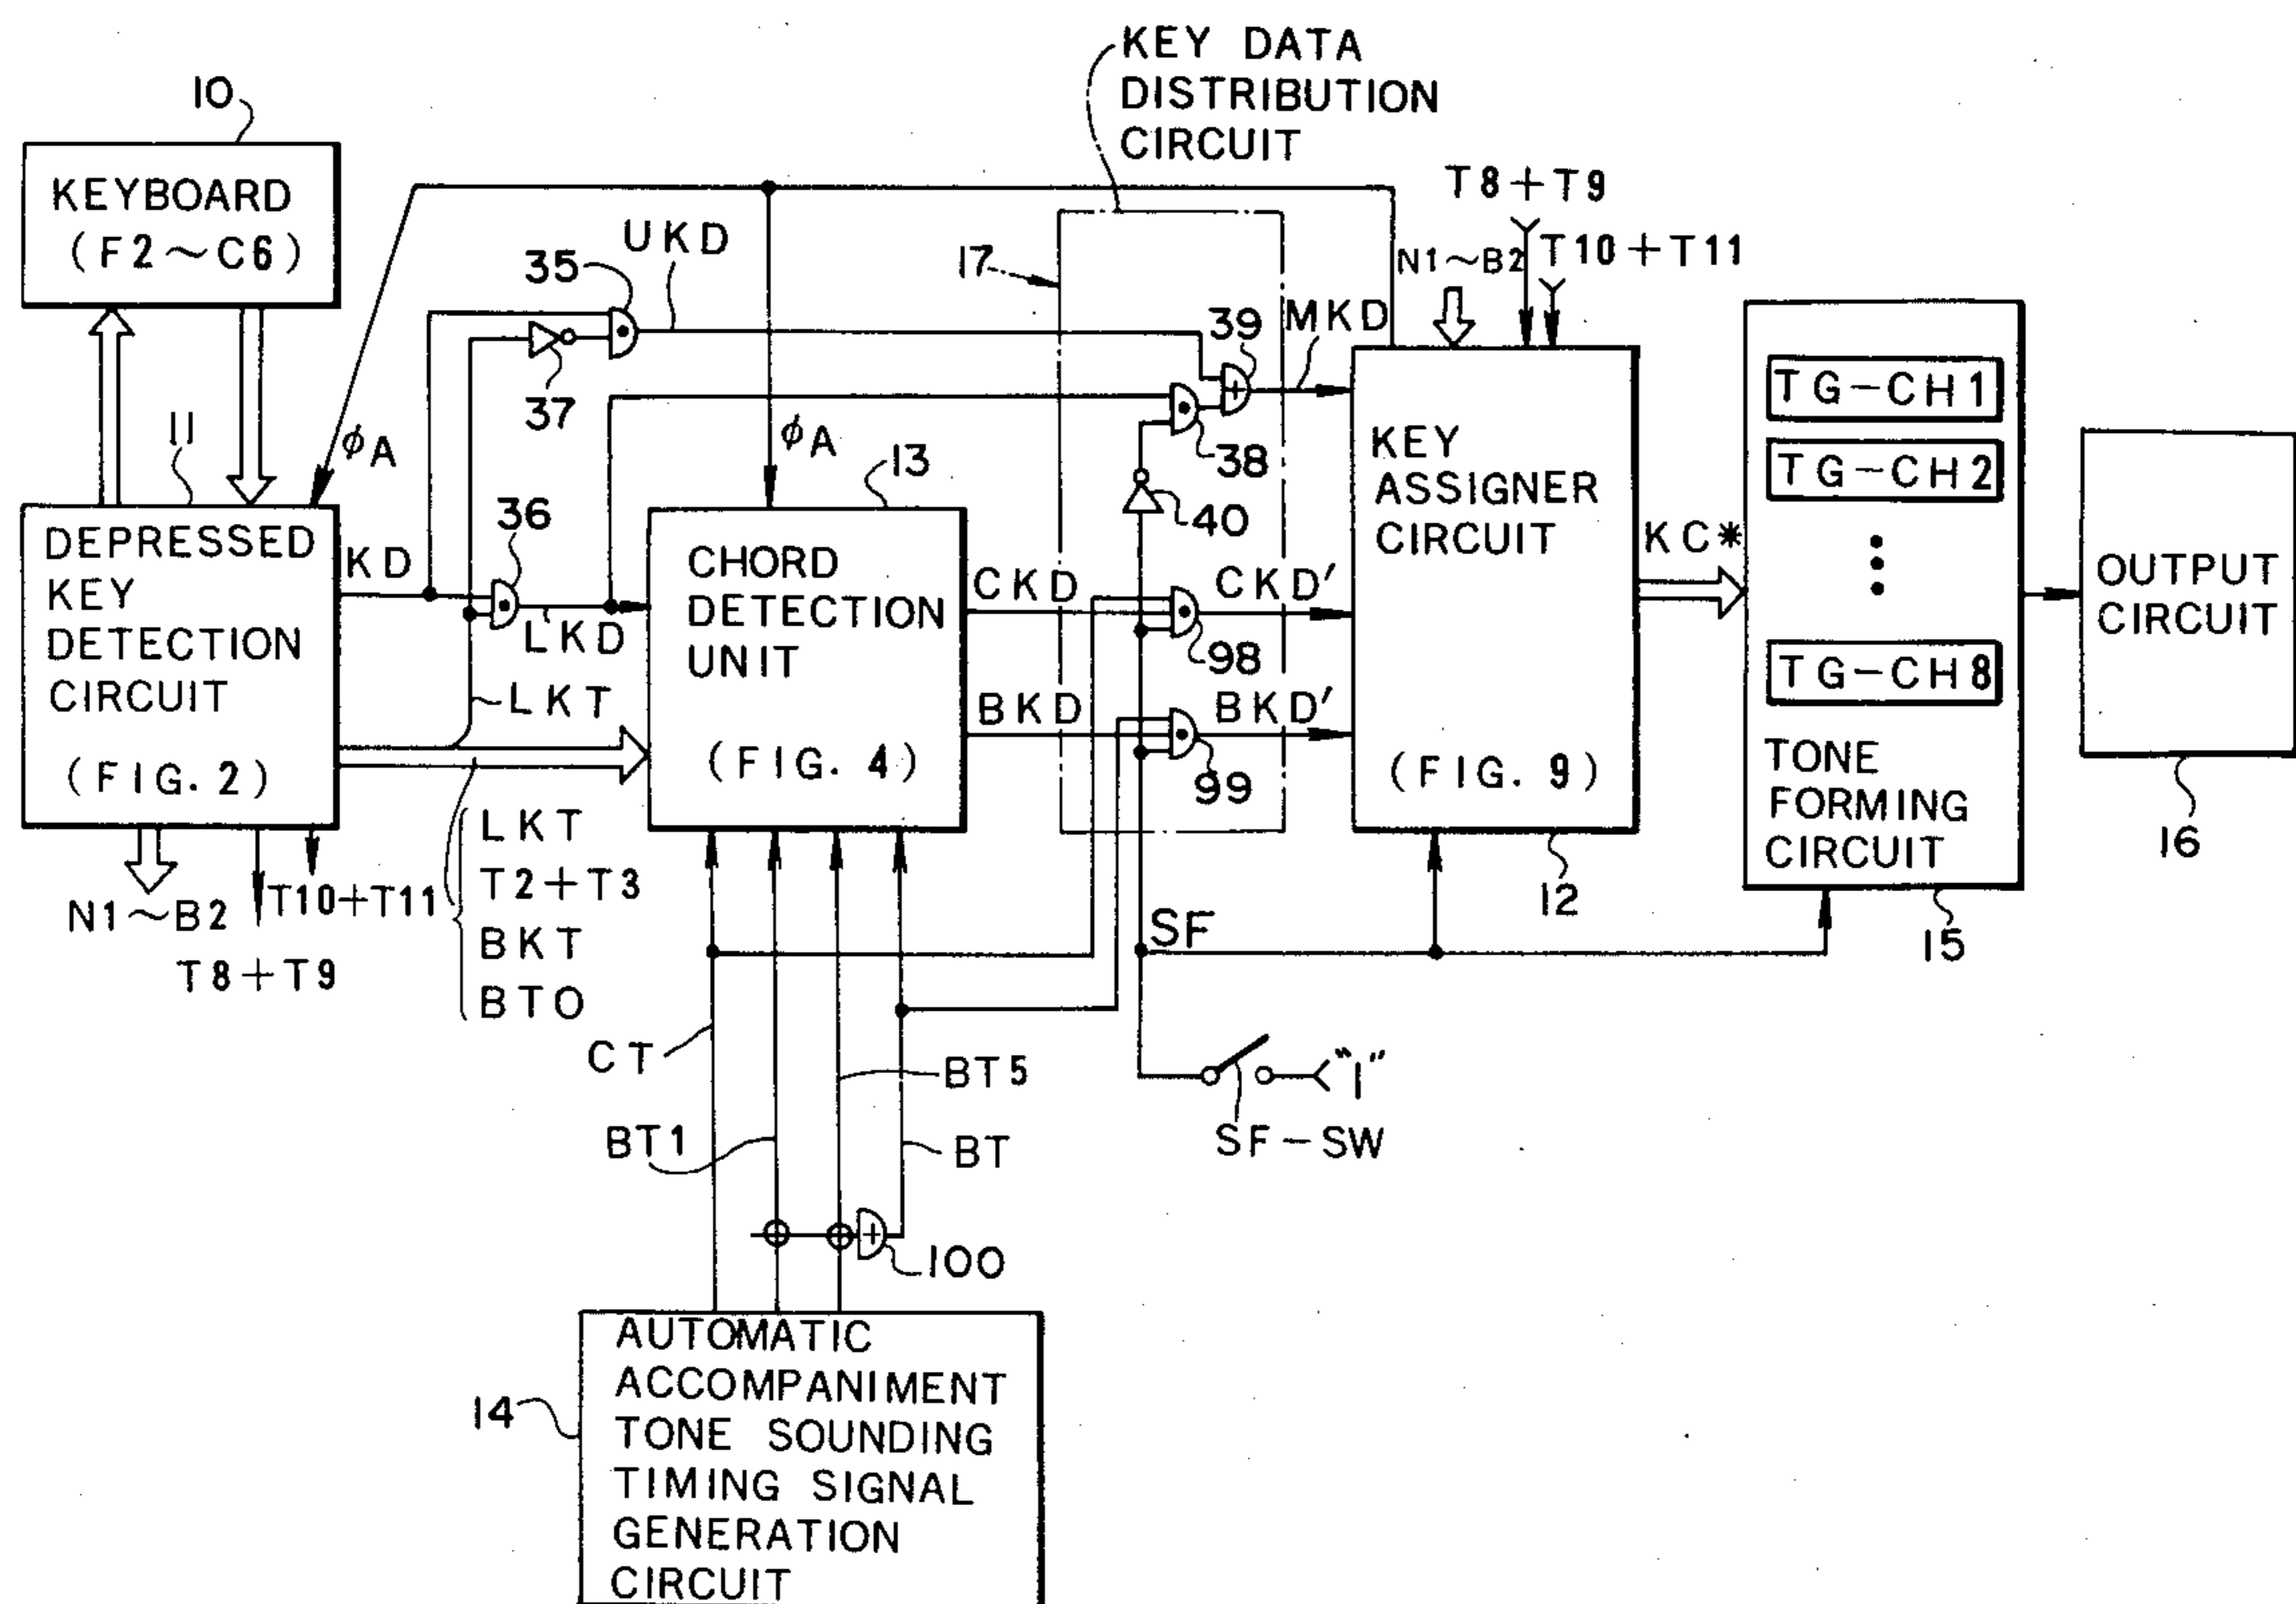 KEY DATA
DISTRIBUTION
CIRCUIT
10
KEYBOARD
(F2~C6)
UKD
35
37
17
T8+T9
N1~B2
T10+T11
39
MKD
11
φA
φA
13
38
40
36
KD
DEPRESSED
KEY
DETECTION
CIRCUIT
(FIG. 2)
LKD
LKT
CHORD
DETECTION
UNIT
(FIG. 4)
CKD
CKD'
98
BKD
BKD'
99
KEY
ASSIGNER
CIRCUIT
(FIG. 9)
12
KC*
TG-CH1
TG-CH2
TG-CH8
TONE
FORMING
CIRCUIT
15
OUTPUT
CIRCUIT
16
N1~B2
T8+T9
T10+T11
LKT
T2+T3
BKT
BTO
SF
CT
BT5
"1"
BT1
BT
SF-SW
100
14
AUTOMATIC
ACCOMPANIMENT
TONE SOUNDING
TIMING SIGNAL
GENERATION
CIRCUIT